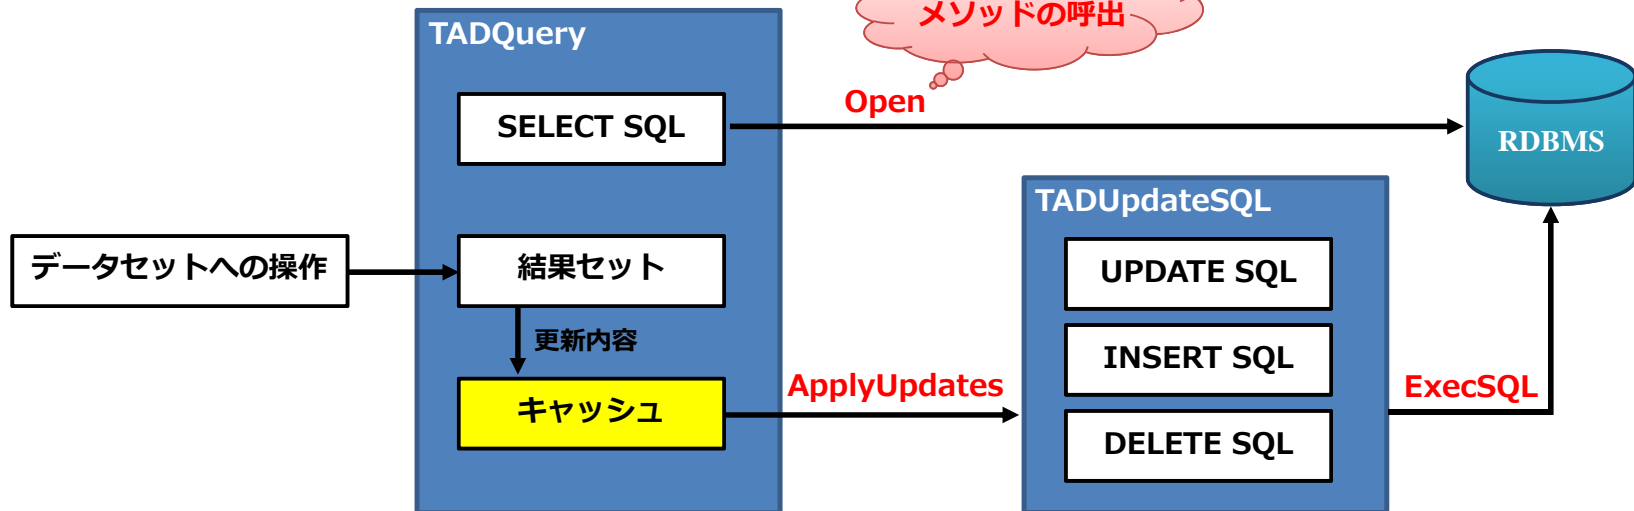 メソッドの呼出
TADQuery
SELECT SQL
Open
RDBMS
TADUpdateSQL
データセットへの操作
結果セット
UPDATE SQL
更新内容
INSERT SQL
キャッシュ
ApplyUpdates
ExecSQL
DELETE SQL